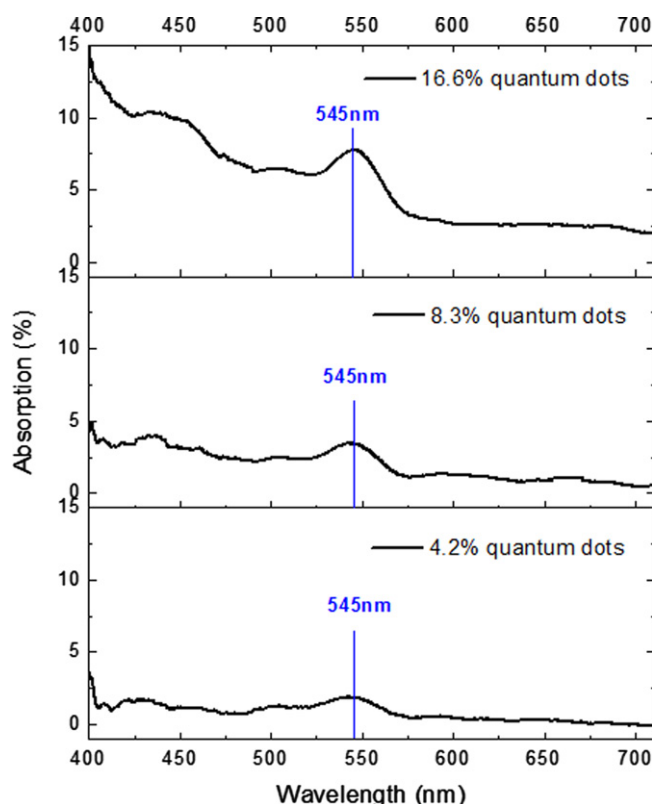 400 450 500 550 600 650 700
15
16.6% quantum dots
545nm
10
5
0
15
8.3% quantum dots
10
545nm
5
0
15
4.2% quantum dots
10
545nm
5
0
400 450 500 550 600 650 700
Absorption (%)
Wavelength (nm)